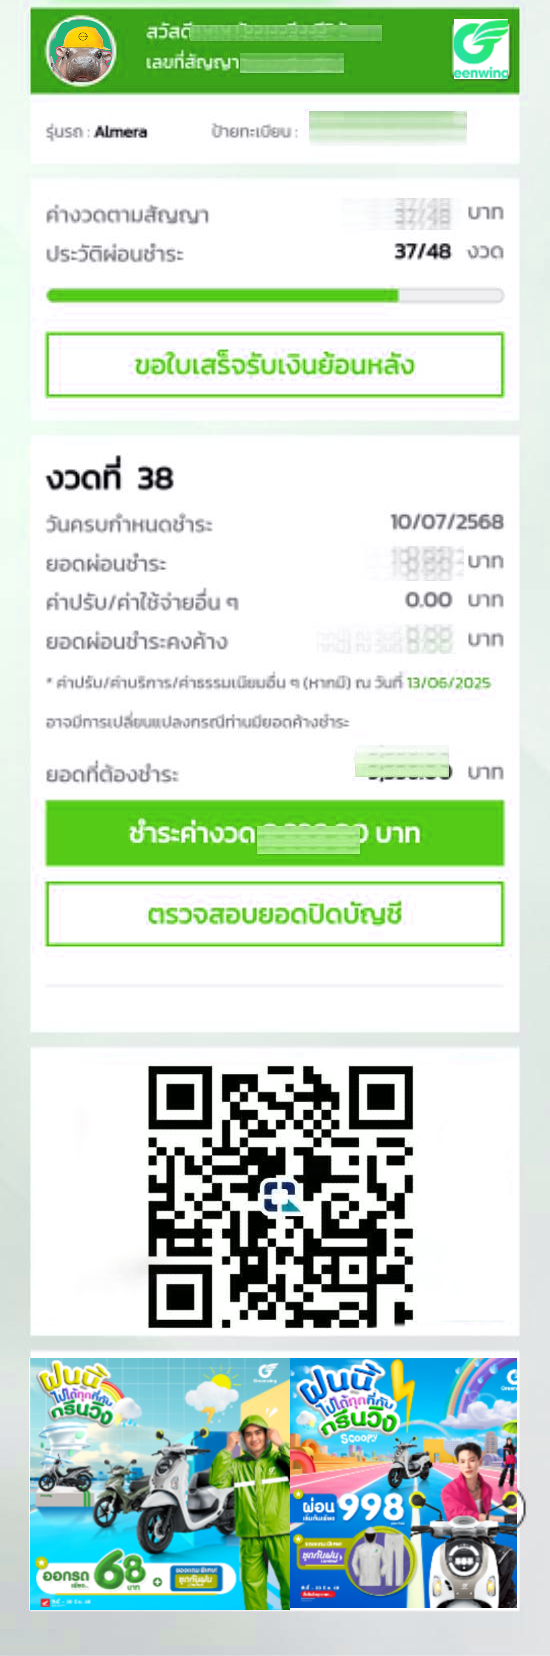 สวัสดี
เลขที่สัญญา
Greenwing
รุ่นรถ : Almera ป้ายทะเบียน :
ค่างวดตามสัญญา บาท
ประวัติผ่อนชำระ 37/48 งวด
ขอใบเสร็จรับเงินย้อนหลัง
งวดที่ 38
วันครบกำหนดชำระ 10/07/2568
ยอดผ่อนชำระ บาท
ค่าปรับ/ค่าใช้จ่ายอื่น ๆ 0.00 บาท
ยอดผ่อนชำระคงค้าง 0.00 บาท
* ค่าปรับ/ค่าบริการ/ค่าธรรมเนียมอื่น ๆ (หากมี) ณ วันที่ 13/06/2025
อาจมีการเปลี่ยนแปลงกรณีท่านมียอดค้างชำระ
ยอดที่ต้องชำระ บาท
ชำระค่างวด บาท
ตรวจสอบยอดปิดบัญชี
ฝนนี้
ไปได้ทุกที่กับ
กรีนวิง
Greenwing
ออกรถ 68 บาท +
ชุดกันฝน
ฝนนี้
ไปได้ทุกที่กับ
กรีนวิง
Scoopy
ผ่อน 998
ชุดกันฝน